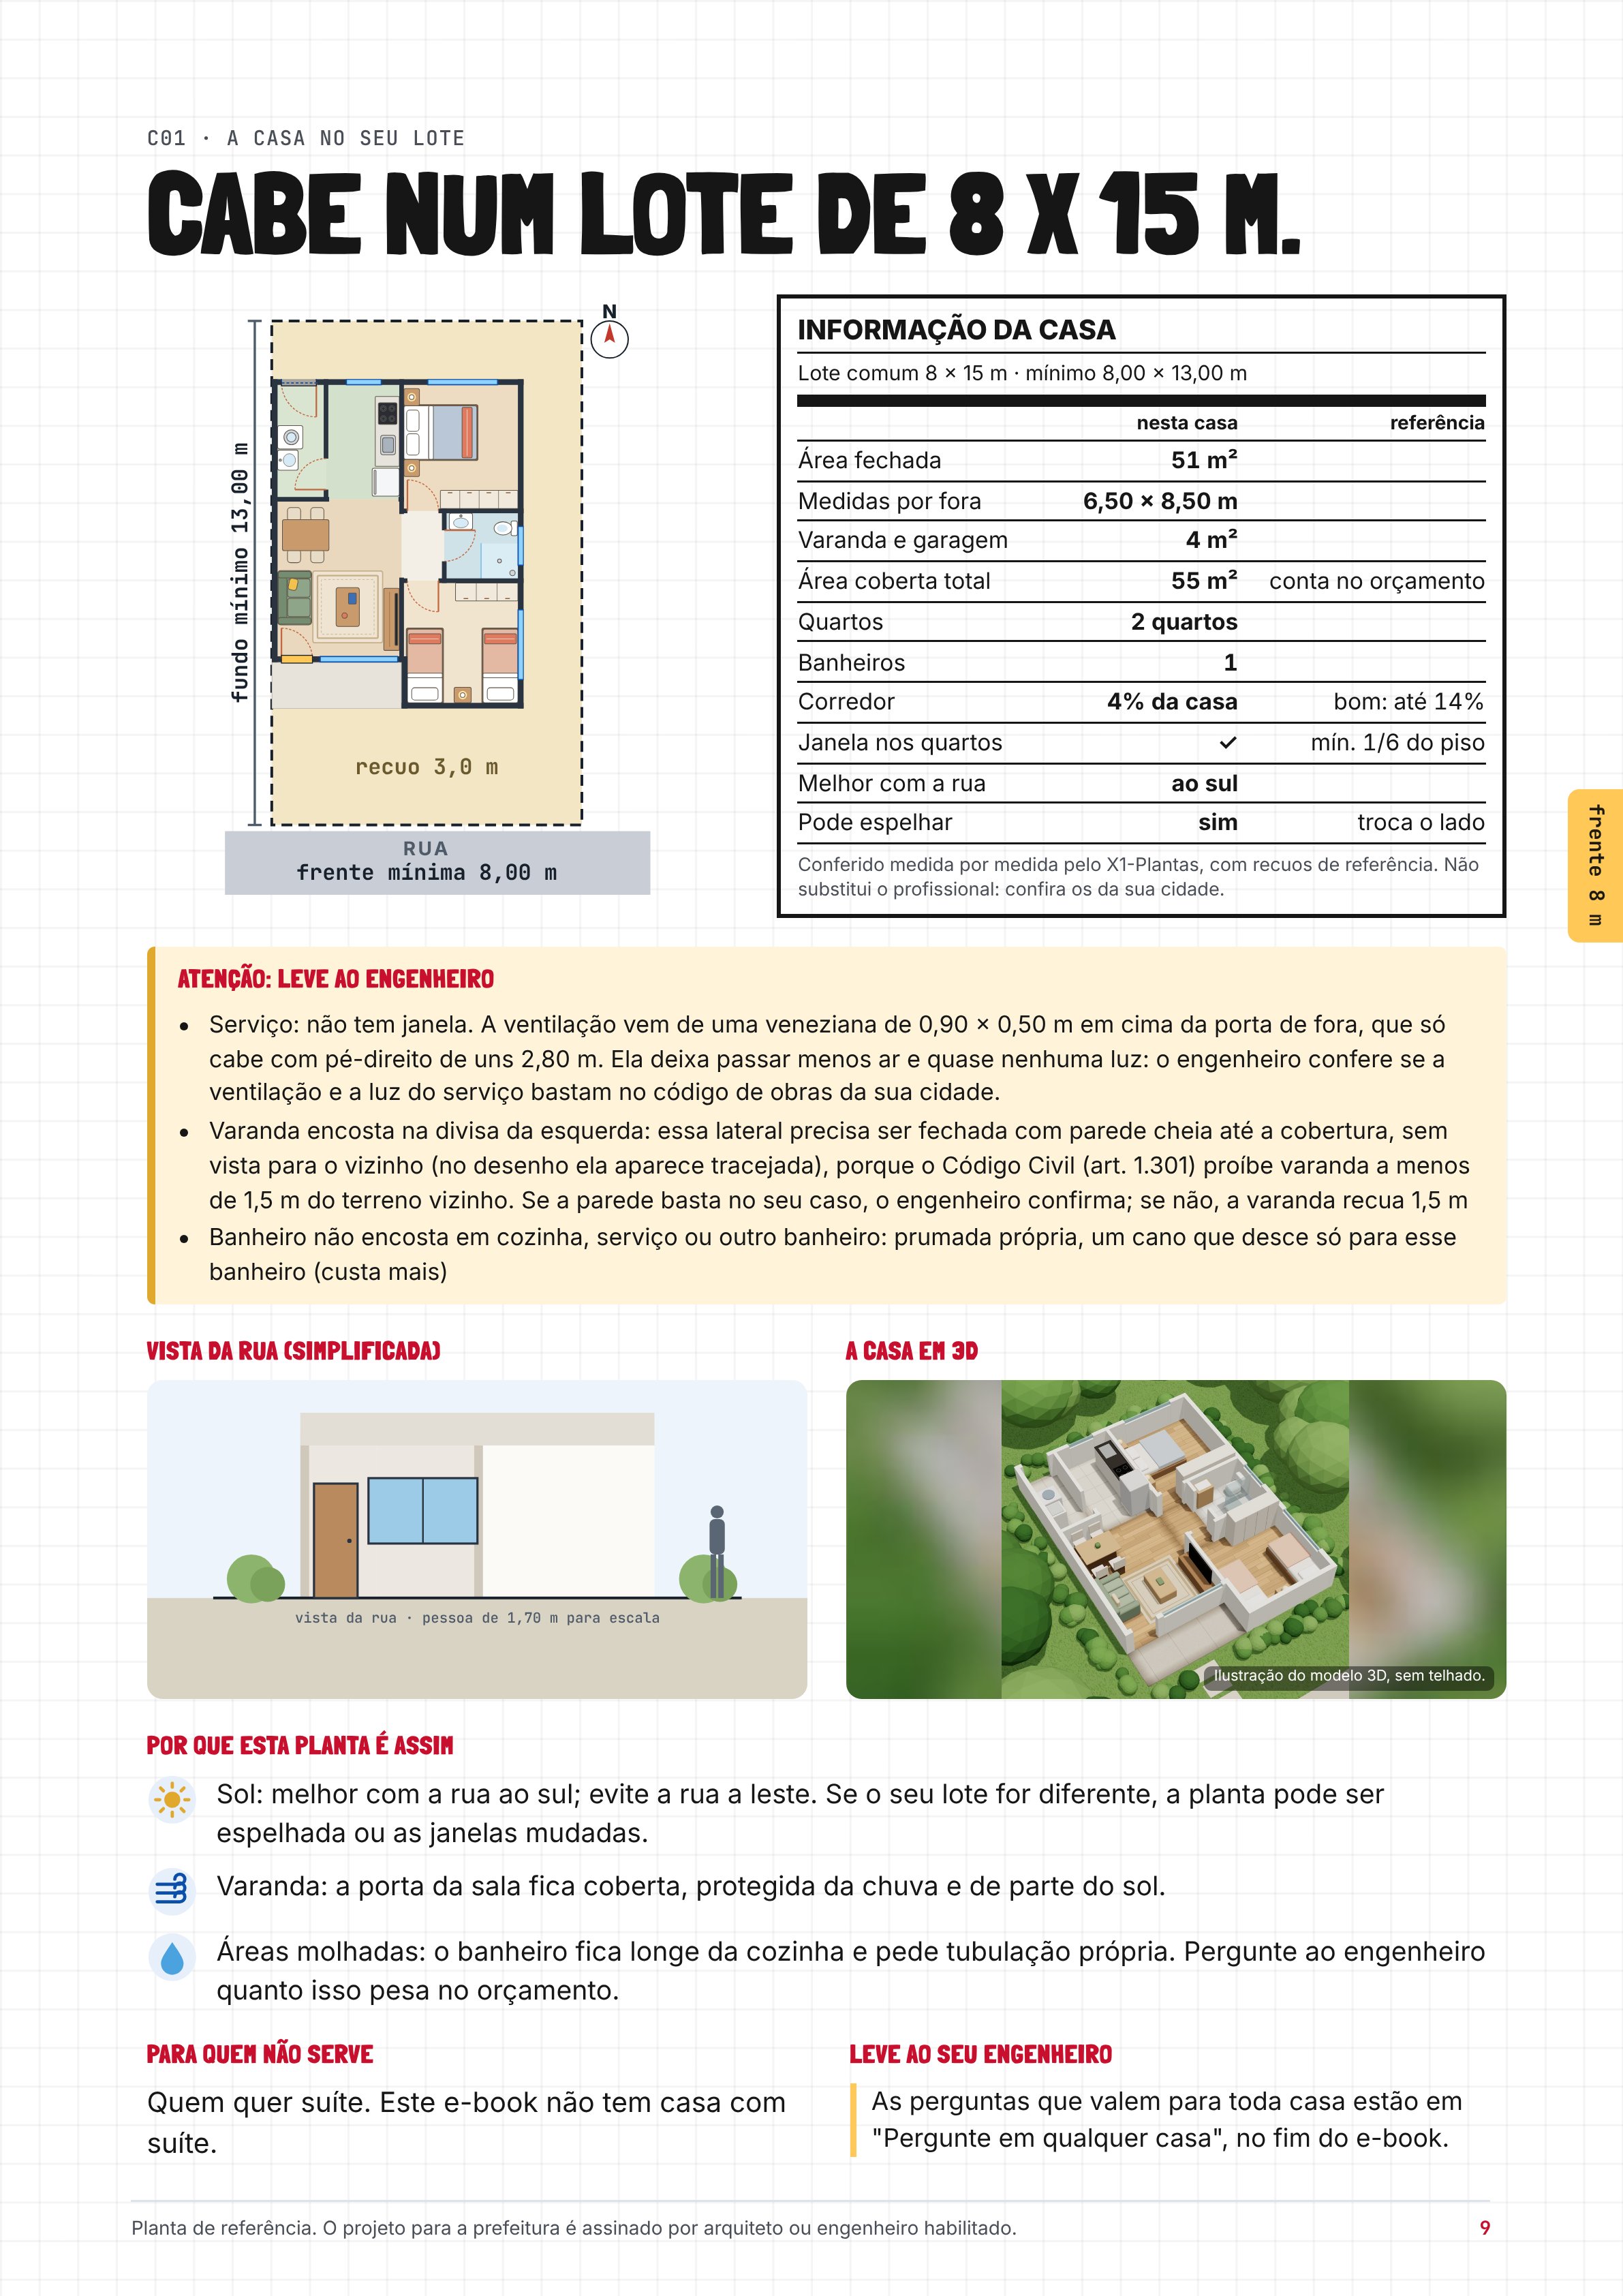 C01 · A CASA NO SEU LOTE
CABE NUM LOTE DE 8 X 15 M.
N
fundo mínimo 13,00 m
recuo 3,0 m
RUA
frente mínima 8,00 m
INFORMAÇÃO DA CASA
Lote comum 8 × 15 m · mínimo 8,00 × 13,00 m
nesta casa referência
Área fechada 51 m²
Medidas por fora 6,50 × 8,50 m
Varanda e garagem 4 m²
Área coberta total 55 m² conta no orçamento
Quartos 2 quartos
Banheiros 1
Corredor 4% da casa bom: até 14%
Janela nos quartos ✓ mín. 1/6 do piso
Melhor com a rua ao sul
Pode espelhar sim troca o lado
Conferido medida por medida pelo X1-Plantas, com recuos de referência. Não
substitui o profissional: confira os da sua cidade.
frente 8 m
ATENÇÃO: LEVE AO ENGENHEIRO
• Serviço: não tem janela. A ventilação vem de uma veneziana de 0,90 × 0,50 m em cima da porta de fora, que só
cabe com pé-direito de uns 2,80 m. Ela deixa passar menos ar e quase nenhuma luz: o engenheiro confere se a
ventilação e a luz do serviço bastam no código de obras da sua cidade.
• Varanda encosta na divisa da esquerda: essa lateral precisa ser fechada com parede cheia até a cobertura, sem
vista para o vizinho (no desenho ela aparece tracejada), porque o Código Civil (art. 1.301) proíbe varanda a menos
de 1,5 m do terreno vizinho. Se a parede basta no seu caso, o engenheiro confirma; se não, a varanda recua 1,5 m
• Banheiro não encosta em cozinha, serviço ou outro banheiro: prumada própria, um cano que desce só para esse
banheiro (custa mais)
VISTA DA RUA (SIMPLIFICADA)
vista da rua · pessoa de 1,70 m para escala
A CASA EM 3D
Ilustração do modelo 3D, sem telhado.
POR QUE ESTA PLANTA É ASSIM
Sol: melhor com a rua ao sul; evite a rua a leste. Se o seu lote for diferente, a planta pode ser
espelhada ou as janelas mudadas.
Varanda: a porta da sala fica coberta, protegida da chuva e de parte do sol.
Áreas molhadas: o banheiro fica longe da cozinha e pede tubulação própria. Pergunte ao engenheiro
quanto isso pesa no orçamento.
PARA QUEM NÃO SERVE
Quem quer suíte. Este e-book não tem casa com
suíte.
LEVE AO SEU ENGENHEIRO
As perguntas que valem para toda casa estão em
"Pergunte em qualquer casa", no fim do e-book.
Planta de referência. O projeto para a prefeitura é assinado por arquiteto ou engenheiro habilitado. 9